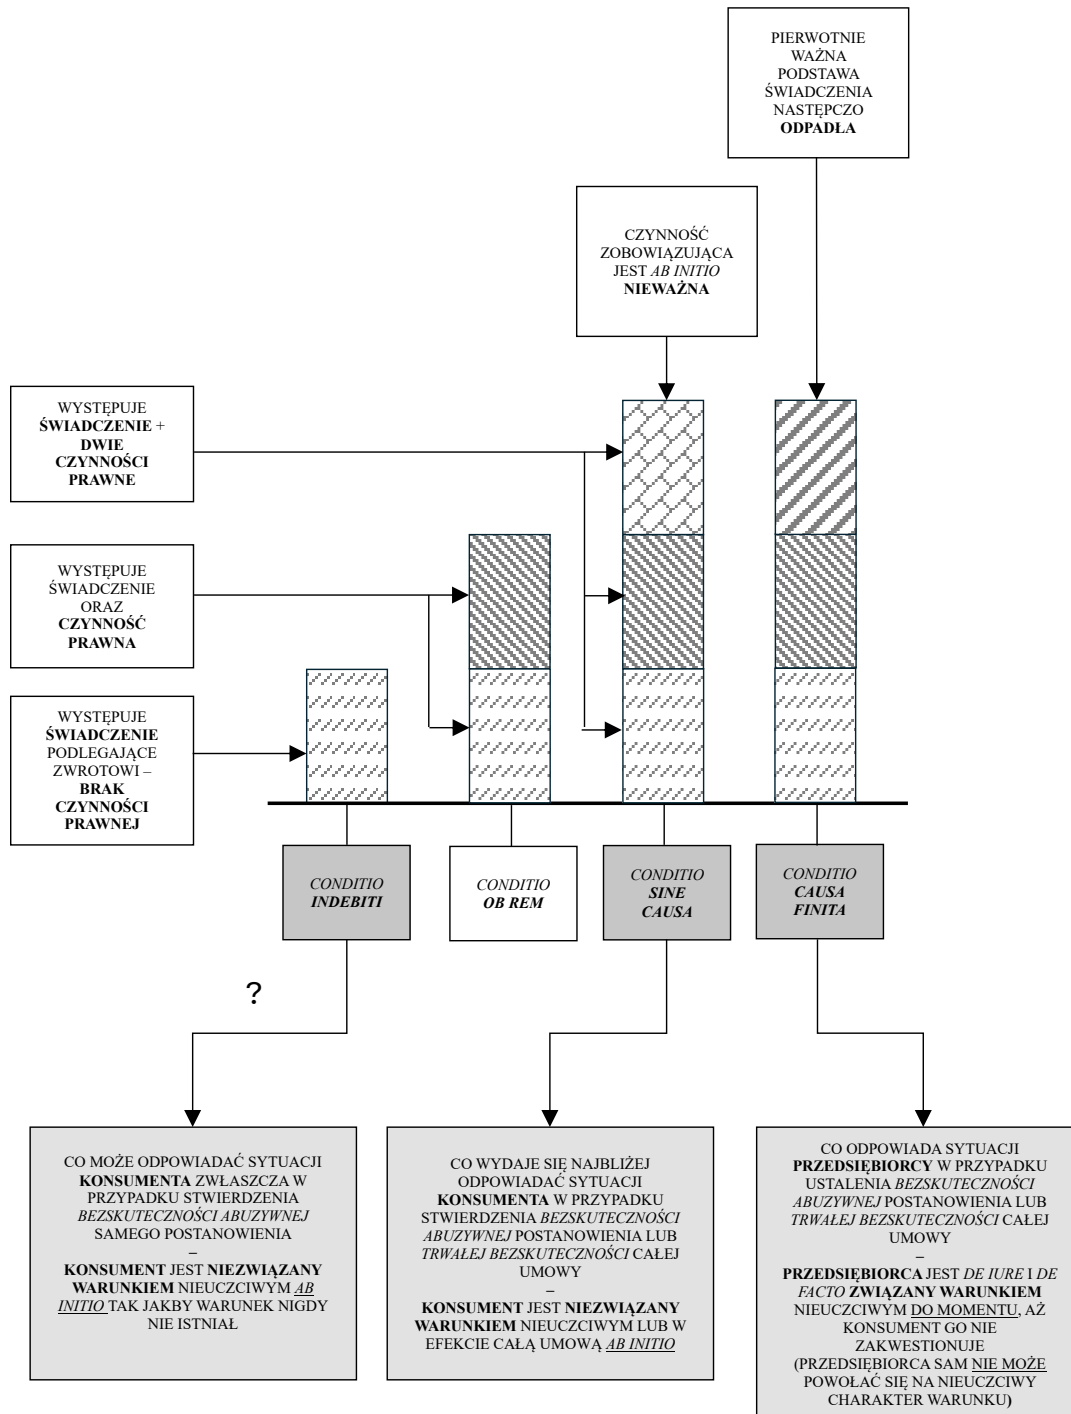 PIERWOTNIE
WAŻNA
PODSTAWA
ŚWIADCZENIA
NASTĘPCZO
ODPADŁA
CZYNNOŚĆ
ZOBOWIĄZUJĄCA
JEST AB INITIO
NIEWAŻNA
WYSTĘPUJE
ŚWIADCZENIE +
DWIE
CZYNNOŚCI
PRAWNE
WYSTĘPUJE
ŚWIADCZENIE
ORAZ
CZYNNOŚĆ
PRAWNA
WYSTĘPUJE
ŚWIADCZENIE
PODLEGAJĄCE
ZWROTOWI –
BRAK
CZYNNOŚCI
PRAWNEJ
CONDITIO
INDEBITI
CONDITIO
OB REM
CONDITIO
SINE
CAUSA
CONDITIO
CAUSA
FINITA
?
CO MOŻE ODPOWIADAĆ SYTUACJI
KONSUMENTA ZWŁASZCZA W
PRZYPADKU STWIERDZENIA
BEZSKUTECZNOŚCI ABUZYWNEJ
SAMEGO POSTANOWIENIA
–
KONSUMENT JEST NIEZWIĄZANY
WARUNKIEM NIEUCZCIWYM AB
INITIO TAK JAKBY WARUNEK NIGDY
NIE ISTNIAŁ
CO WYDAJE SIĘ NAJBLIŻEJ
ODPOWIADAĆ SYTUACJI
KONSUMENTA W PRZYPADKU
STWIERDZENIA BEZSKUTECZNOŚCI
ABUZYWNEJ POSTANOWIENIA LUB
TRWAŁEJ BEZSKUTECZNOŚCI CAŁEJ
UMOWY
–
KONSUMENT JEST NIEZWIĄZANY
WARUNKIEM NIEUCZCIWYM LUB W
EFEKCIE CAŁĄ UMOWĄ AB INITIO
CO ODPOWIADA SYTUACJI
PRZEDSIĘBIORCY W PRZYPADKU
USTALENIA BEZSKUTECZNOŚCI
ABUZYWNEJ POSTANOWIENIA LUB
TRWAŁEJ BEZSKUTECZNOŚCI CAŁEJ
UMOWY
–
PRZEDSIĘBIORCA JEST DE IURE I DE
FACTO ZWIĄZANY WARUNKIEM
NIEUCZCIWYM DO MOMENTU, AŻ
KONSUMENT GO NIE
ZAKWESTIONUJE
(PRZEDSIĘBIORCA SAM NIE MOŻE
POWOŁAĆ SIĘ NA NIEUCZCIWY
CHARAKTER WARUNKU)